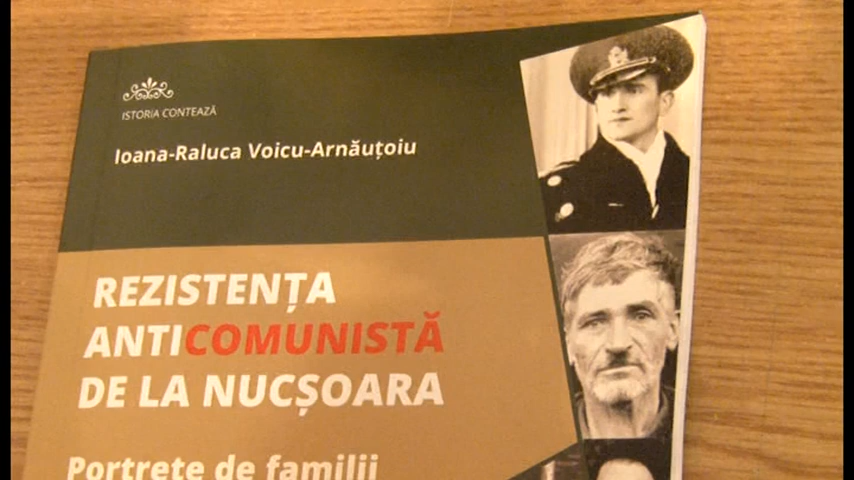 ISTORIA CONTEAZĂ
Ioana-Raluca Voicu-Arnăuțoiu
REZISTENȚA
ANTICOMUNISTĂ
DE LA NUCȘOARA
Portrete de familii